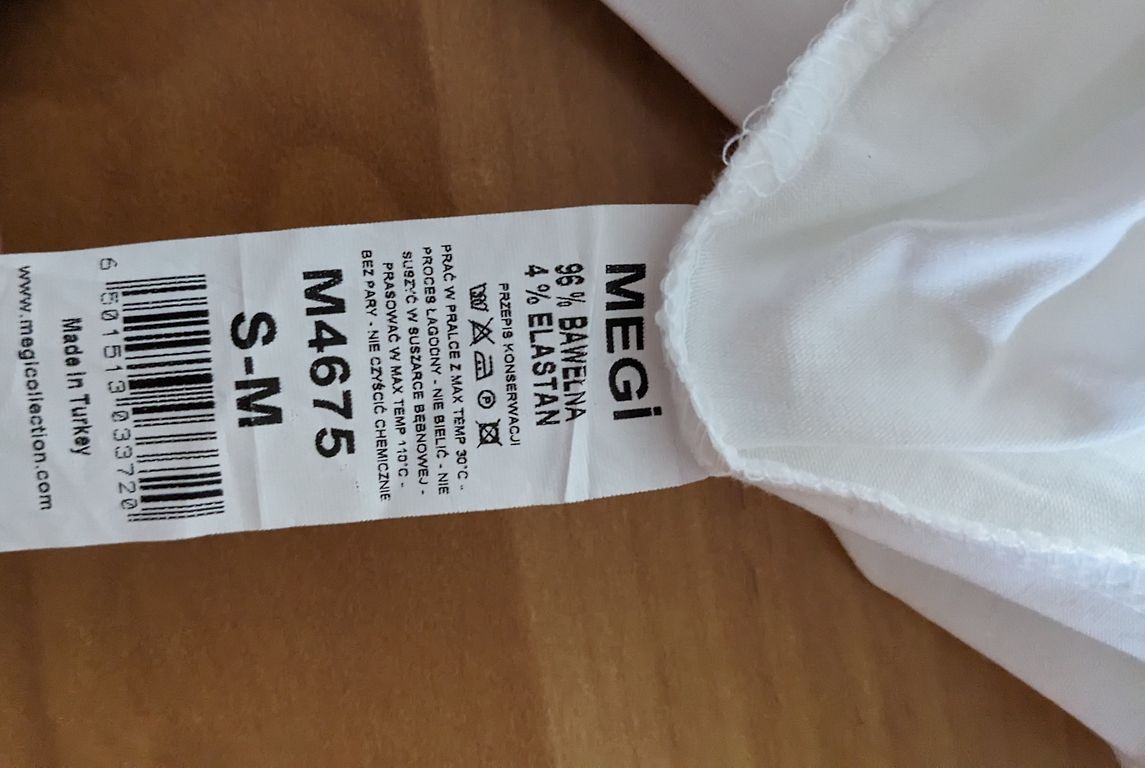 MEGi
96 % BAWEŁNA
4 % ELASTAN
PRZEPIS KONSERWACJI
PRAĆ W PRALCE Z MAX TEMP 30°C -
PROCES ŁAGODNY - NIE BIELIĆ - NIE
SUSZYĆ W SUSZARCE BĘBNOWEJ -
PRASOWAĆ W MAX TEMP 110°C -
BEZ PARY - NIE CZYŚCIĆ CHEMICZNIE
M4675
S-M
6 501513 033720
Made in Turkey
www.megicollection.com